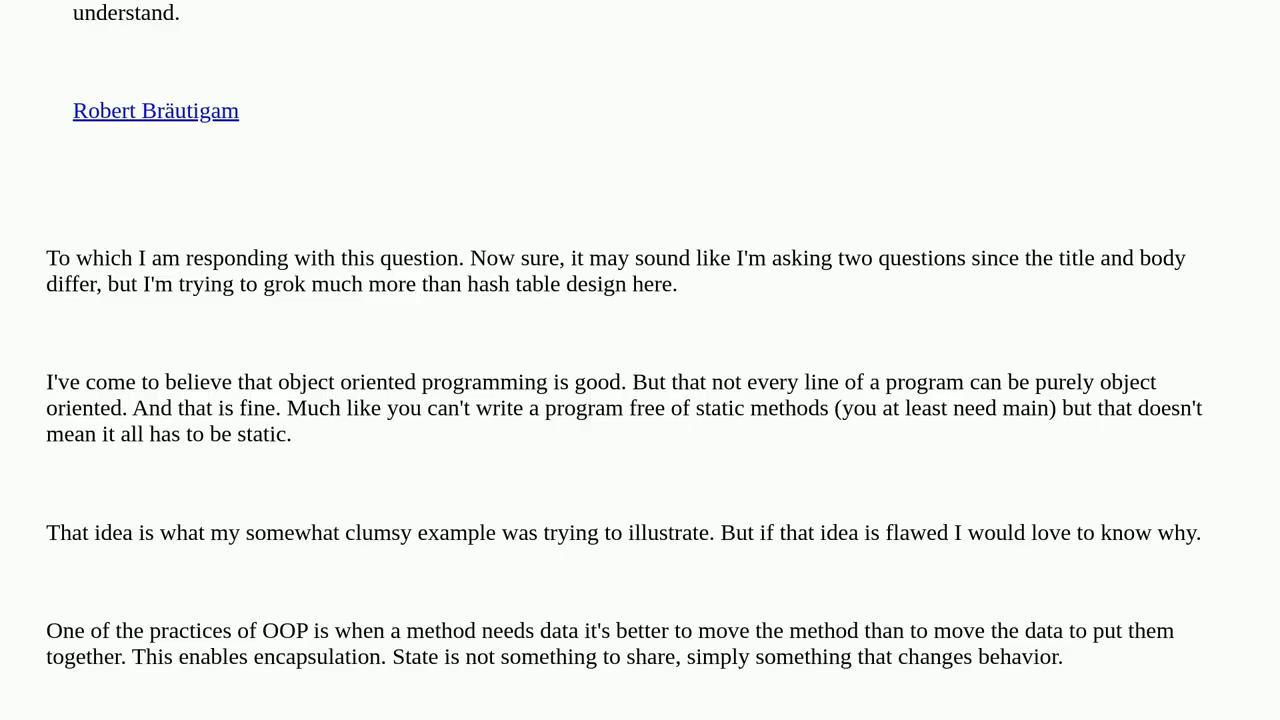 understand.
Robert Bräutigam
To which I am responding with this question. Now sure, it may sound like I'm asking two questions since the title and body
differ, but I'm trying to grok much more than hash table design here.
I've come to believe that object oriented programming is good. But that not every line of a program can be purely object
oriented. And that is fine. Much like you can't write a program free of static methods (you at least need main) but that doesn't
mean it all has to be static.
That idea is what my somewhat clumsy example was trying to illustrate. But if that idea is flawed I would love to know why.
One of the practices of OOP is when a method needs data it's better to move the method than to move the data to put them
together. This enables encapsulation. State is not something to share, simply something that changes behavior.